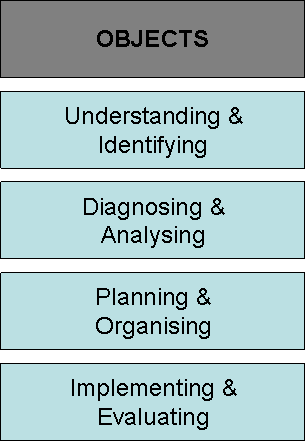 OBJECTS
Understanding &
Identifying
Diagnosing &
Analysing
Planning &
Organising
Implementing &
Evaluating